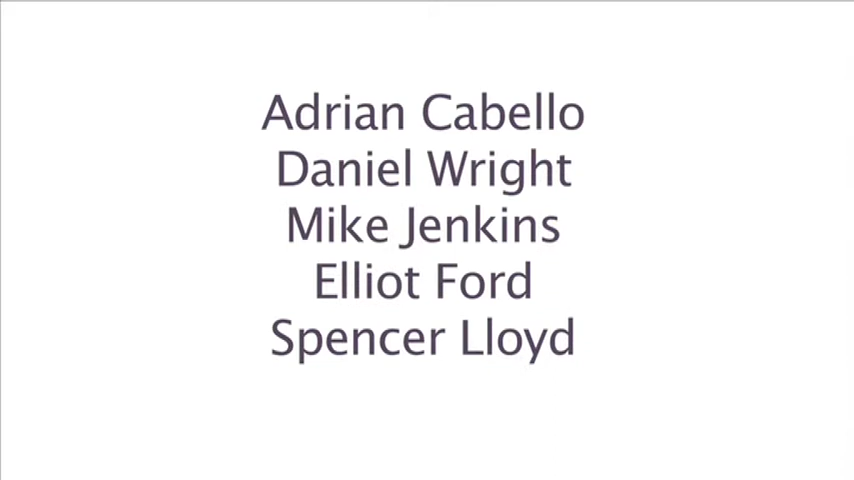 Adrian Cabello
Daniel Wright
Mike Jenkins
Elliot Ford
Spencer Lloyd